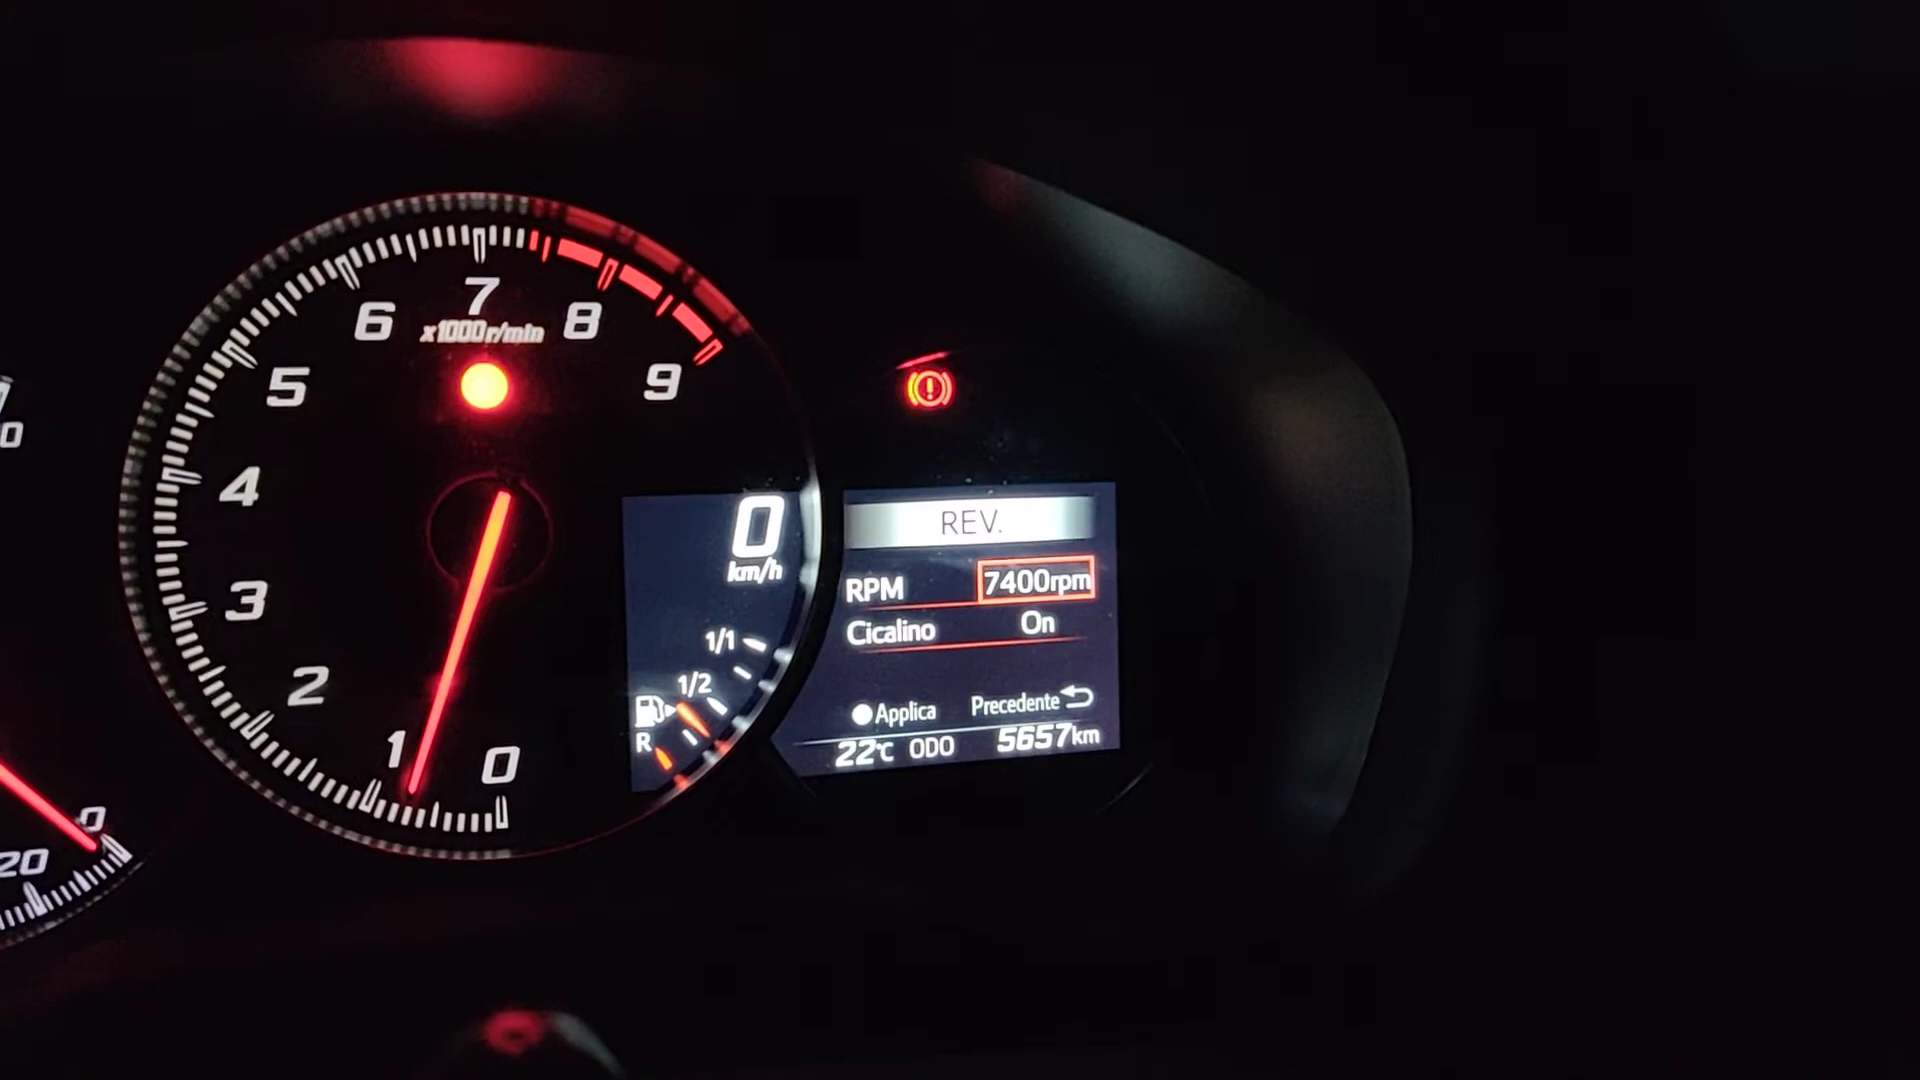 7
6
x1000r/min
8
5
9
4
3
2
1
0
0
km/h
1/1
1/2
R
REV.
RPM 7400rpm
Cicalino On
Applica Precedente
22°C ODO 5657km
0
20